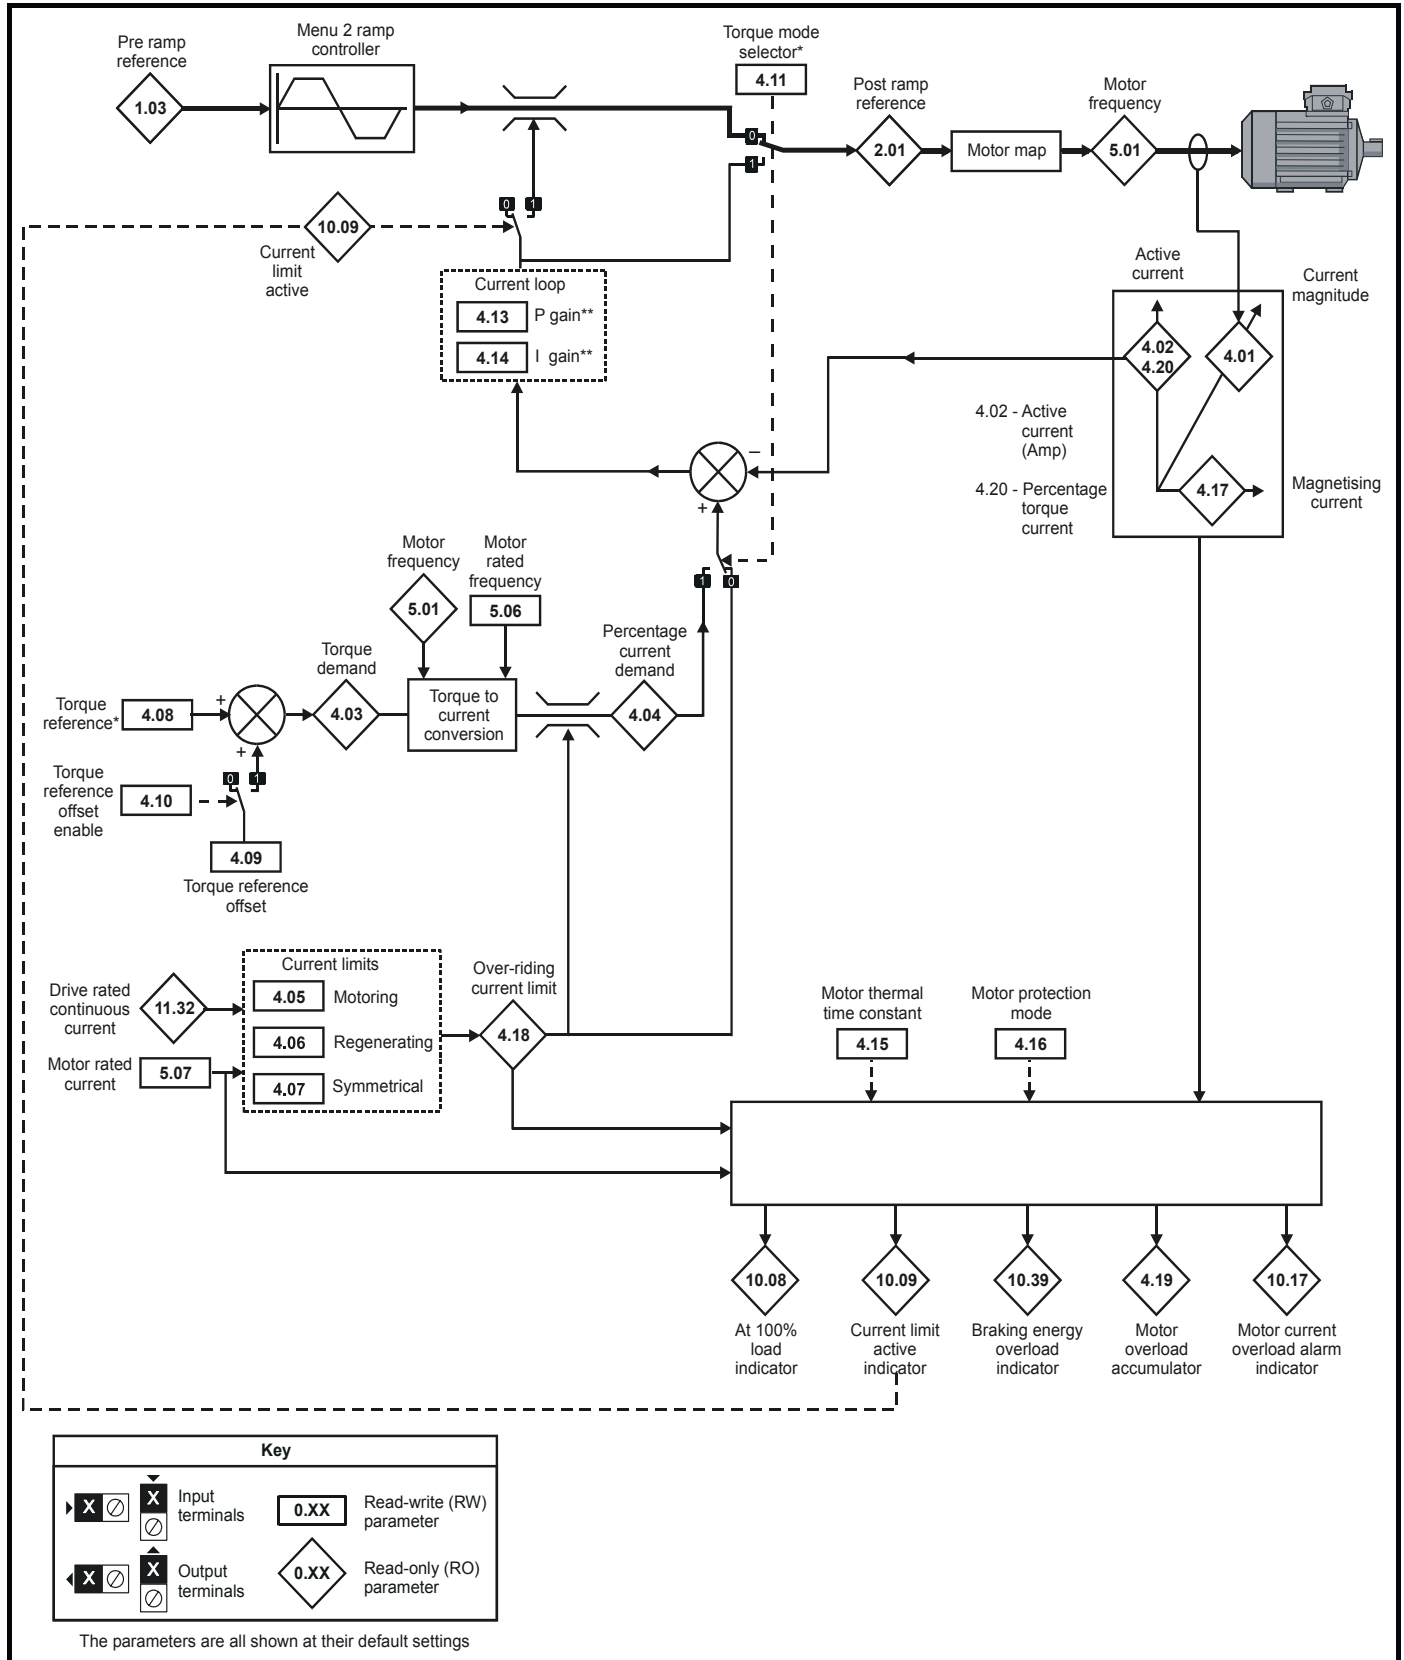 Pre ramp
reference
1.03
Menu 2 ramp
controller
Torque mode
selector*
4.11
0
1
Post ramp
reference
2.01
Motor map
Motor
frequency
5.01
0 1
10.09
Current
limit
active
Current loop
4.13 P gain**
4.14 I gain**
Active
current
Current
magnitude
4.02
4.20
4.01
4.02 - Active
current
(Amp)
4.20 - Percentage
torque
current
4.17
Magnetising
current
–
+
1 0
Motor
frequency
5.01
Motor
rated
frequency
5.06
Percentage
current
demand
4.04
Torque
demand
4.03
Torque to
current
conversion
Torque
reference*
4.08
+
+
0 1
Torque
reference
offset
enable
4.10
4.09
Torque reference
offset
Drive rated
continuous
current
11.32
Motor rated
current
5.07
Current limits
4.05 Motoring
4.06 Regenerating
4.07 Symmetrical
Over-riding
current limit
4.18
Motor thermal
time constant
4.15
Motor protection
mode
4.16
10.08
At 100%
load
indicator
10.09
Current limit
active
indicator
10.39
Braking energy
overload
indicator
4.19
Motor
overload
accumulator
10.17
Motor current
overload alarm
indicator
Key
X
X
Input
terminals
0.XX
Read-write (RW)
parameter
X
X
Output
terminals
0.XX
Read-only (RO)
parameter
The parameters are all shown at their default settings